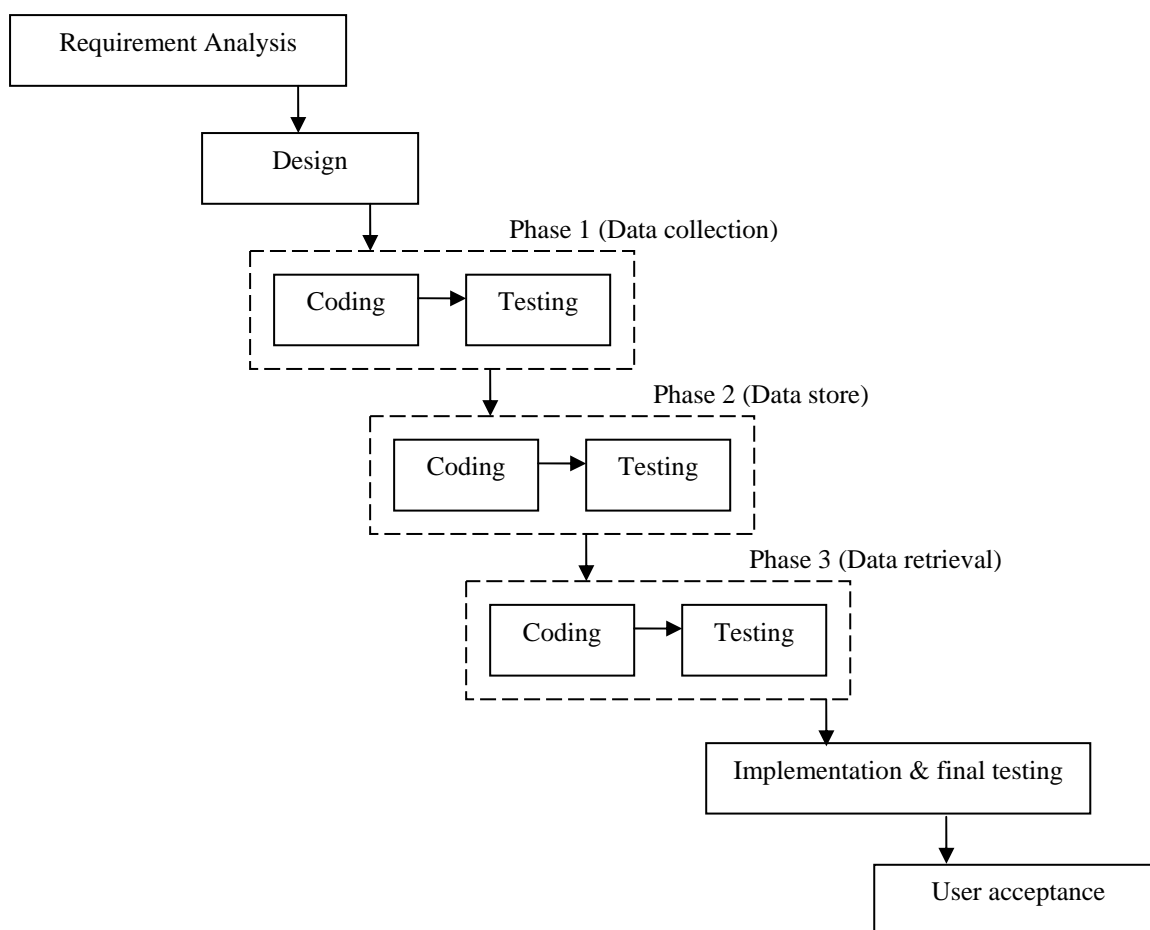 Requirement Analysis
Design
Phase 1 (Data collection)
Coding
Testing
Phase 2 (Data store)
Coding
Testing
Phase 3 (Data retrieval)
Coding
Testing
Implementation & final testing
User acceptance